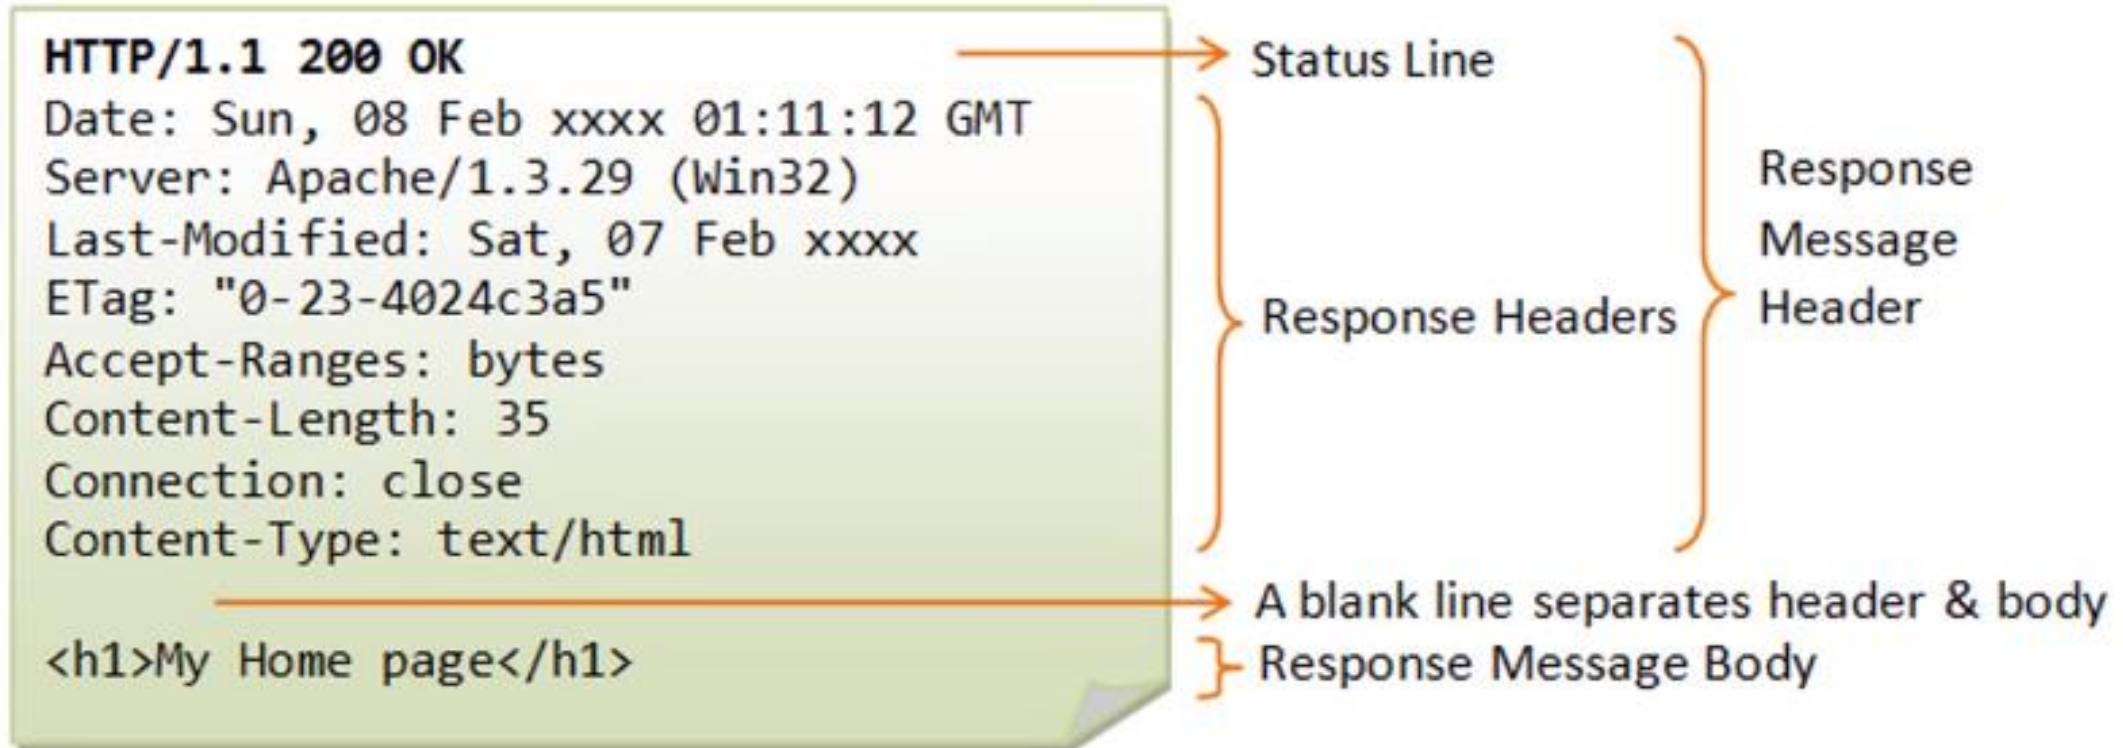 HTTP/1.1 200 OK
Date: Sun, 08 Feb xxxx 01:11:12 GMT
Server: Apache/1.3.29 (Win32)
Last-Modified: Sat, 07 Feb xxxx
ETag: "0-23-4024c3a5"
Accept-Ranges: bytes
Content-Length: 35
Connection: close
Content-Type: text/html
<h1>My Home page</h1>
Status Line
Response Headers
Response
Message
Header
A blank line separates header & body
Response Message Body